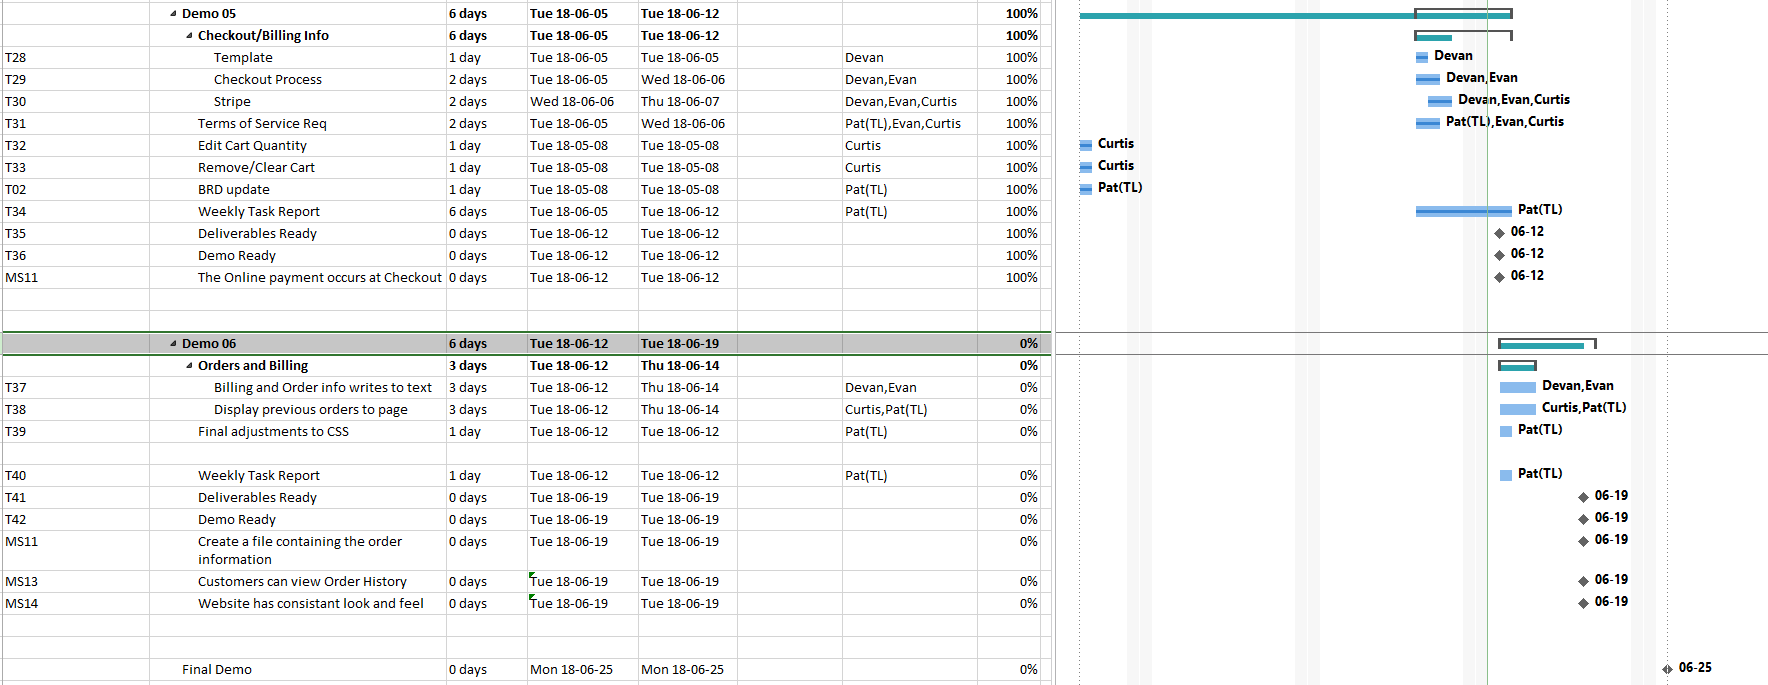 Demo 05 6 days Tue 18-06-05 Tue 18-06-12 100%
Checkout/Billing Info 6 days Tue 18-06-05 Tue 18-06-12 100%
T28 Template 1 day Tue 18-06-05 Tue 18-06-05 Devan 100% Devan
T29 Checkout Process 2 days Tue 18-06-05 Wed 18-06-06 Devan,Evan 100% Devan,Evan
T30 Stripe 2 days Wed 18-06-06 Thu 18-06-07 Devan,Evan,Curtis 100% Devan,Evan,Curtis
T31 Terms of Service Req 2 days Tue 18-06-05 Wed 18-06-06 Pat(TL),Evan,Curtis 100% Pat(TL),Evan,Curtis
T32 Edit Cart Quantity 1 day Tue 18-05-08 Tue 18-05-08 Curtis 100% Curtis
T33 Remove/Clear Cart 1 day Tue 18-05-08 Tue 18-05-08 Curtis 100% Curtis
T02 BRD update 1 day Tue 18-05-08 Tue 18-05-08 Pat(TL) 100% Pat(TL)
T34 Weekly Task Report 6 days Tue 18-06-05 Tue 18-06-12 Pat(TL) 100% Pat(TL)
T35 Deliverables Ready 0 days Tue 18-06-12 Tue 18-06-12 100% 06-12
T36 Demo Ready 0 days Tue 18-06-12 Tue 18-06-12 100% 06-12
MS11 The Online payment occurs at Checkout 0 days Tue 18-06-12 Tue 18-06-12 100% 06-12
Demo 06 6 days Tue 18-06-12 Tue 18-06-19 0%
Orders and Billing 3 days Tue 18-06-12 Thu 18-06-14 0%
T37 Billing and Order info writes to text 3 days Tue 18-06-12 Thu 18-06-14 Devan,Evan 0% Devan,Evan
T38 Display previous orders to page 3 days Tue 18-06-12 Thu 18-06-14 Curtis,Pat(TL) 0% Curtis,Pat(TL)
T39 Final adjustments to CSS 1 day Tue 18-06-12 Tue 18-06-12 Pat(TL) 0% Pat(TL)
T40 Weekly Task Report 1 day Tue 18-06-12 Tue 18-06-12 Pat(TL) 0% Pat(TL)
T41 Deliverables Ready 0 days Tue 18-06-19 Tue 18-06-19 0% 06-19
T42 Demo Ready 0 days Tue 18-06-19 Tue 18-06-19 0% 06-19
MS11 Create a file containing the order 0 days Tue 18-06-19 Tue 18-06-19 0% 06-19
information
MS13 Customers can view Order History 0 days Tue 18-06-19 Tue 18-06-19 0% 06-19
MS14 Website has consistant look and feel 0 days Tue 18-06-19 Tue 18-06-19 0% 06-19
Final Demo 0 days Mon 18-06-25 Mon 18-06-25 0% 06-25